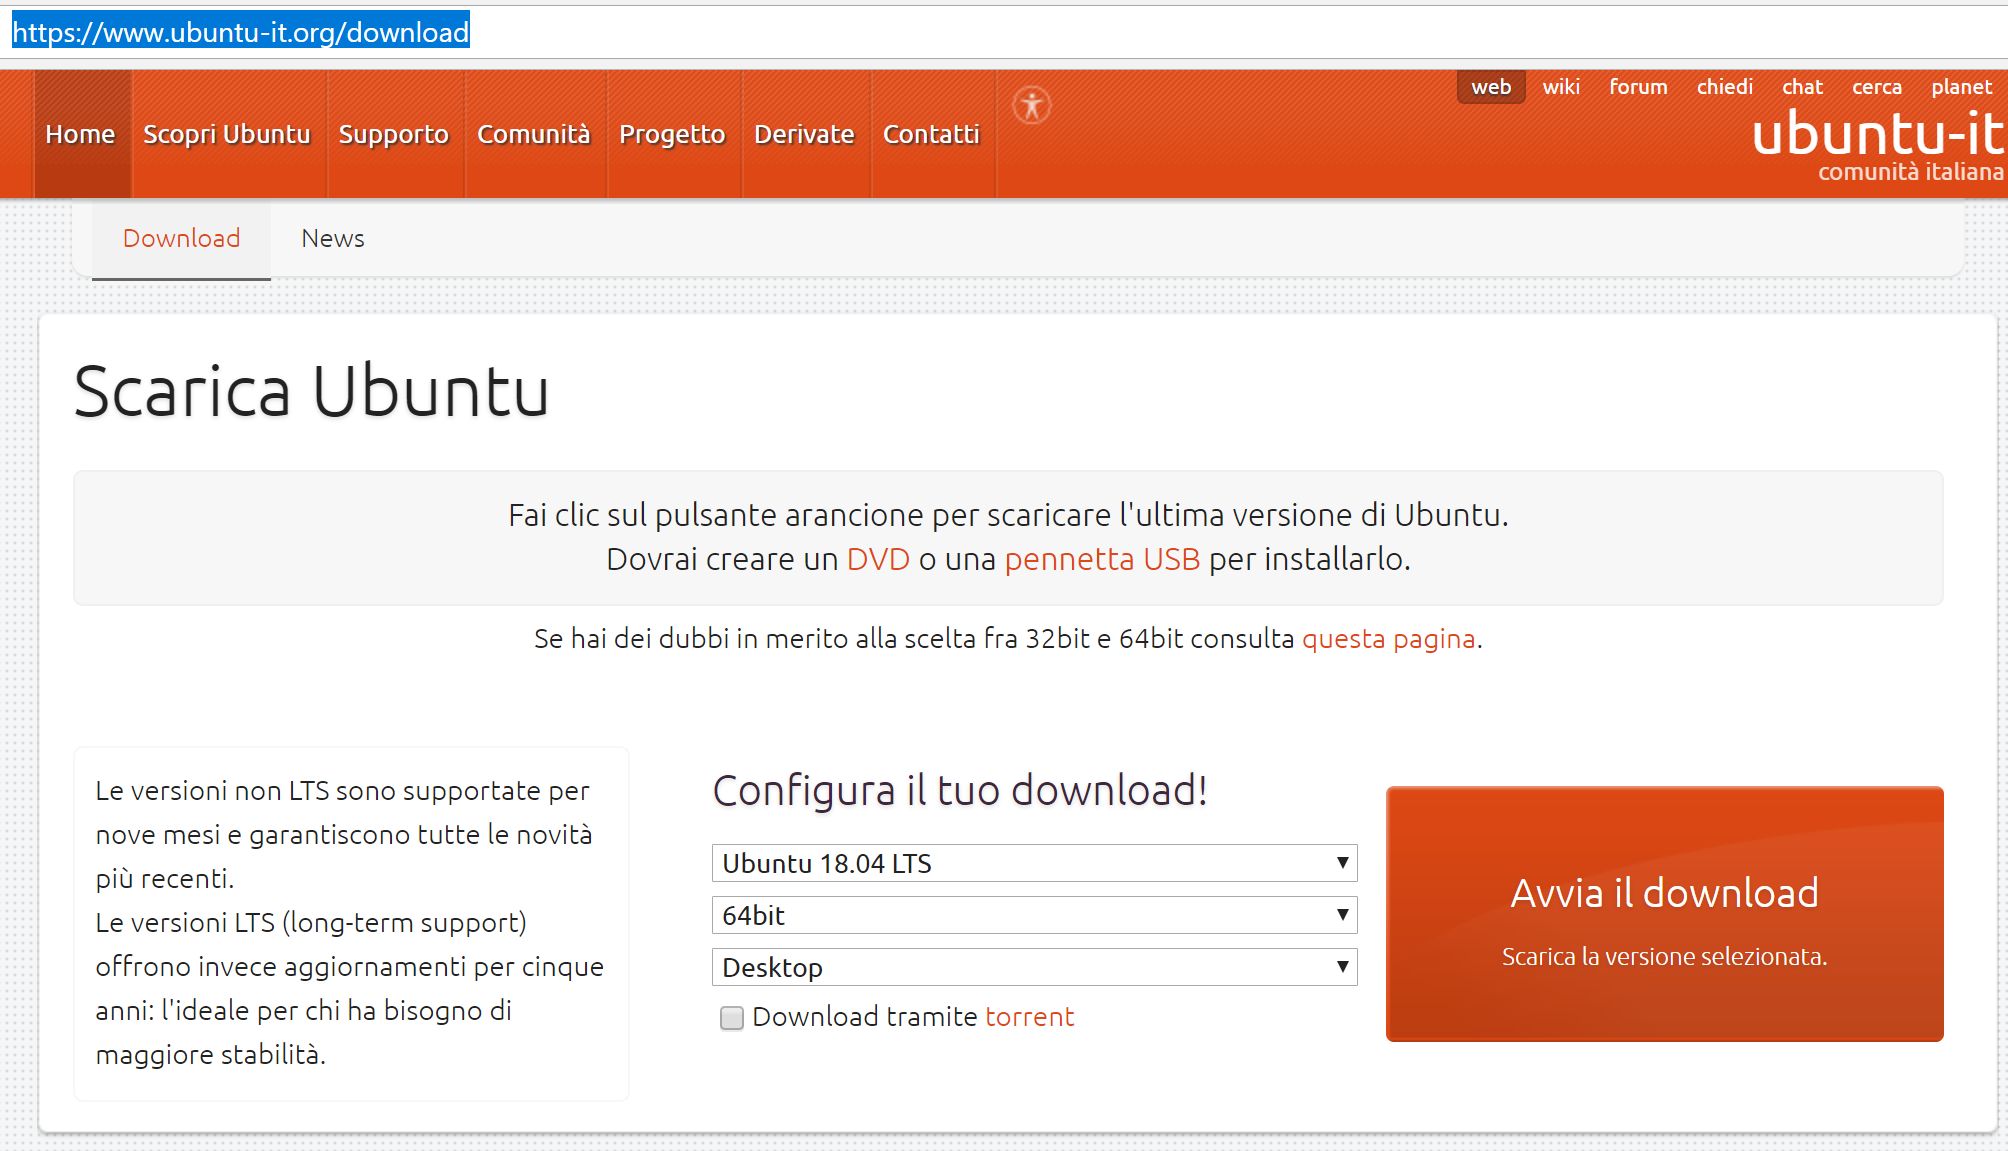 https://www.ubuntu-it.org/download
web wiki forum chiedi chat cerca planet
Home Scopri Ubuntu Supporto Comunità Progetto Derivate Contatti
ubuntu-it
comunità italiana
Download News
Scarica Ubuntu
Fai clic sul pulsante arancione per scaricare l'ultima versione di Ubuntu.
Dovrai creare un DVD o una pennetta USB per installarlo.
Se hai dei dubbi in merito alla scelta fra 32bit e 64bit consulta questa pagina.
Le versioni non LTS sono supportate per
nove mesi e garantiscono tutte le novità
più recenti.
Le versioni LTS (long-term support)
offrono invece aggiornamenti per cinque
anni: l'ideale per chi ha bisogno di
maggiore stabilità.
Configura il tuo download!
Ubuntu 18.04 LTS
64bit
Desktop
Download tramite torrent
Avvia il download
Scarica la versione selezionata.